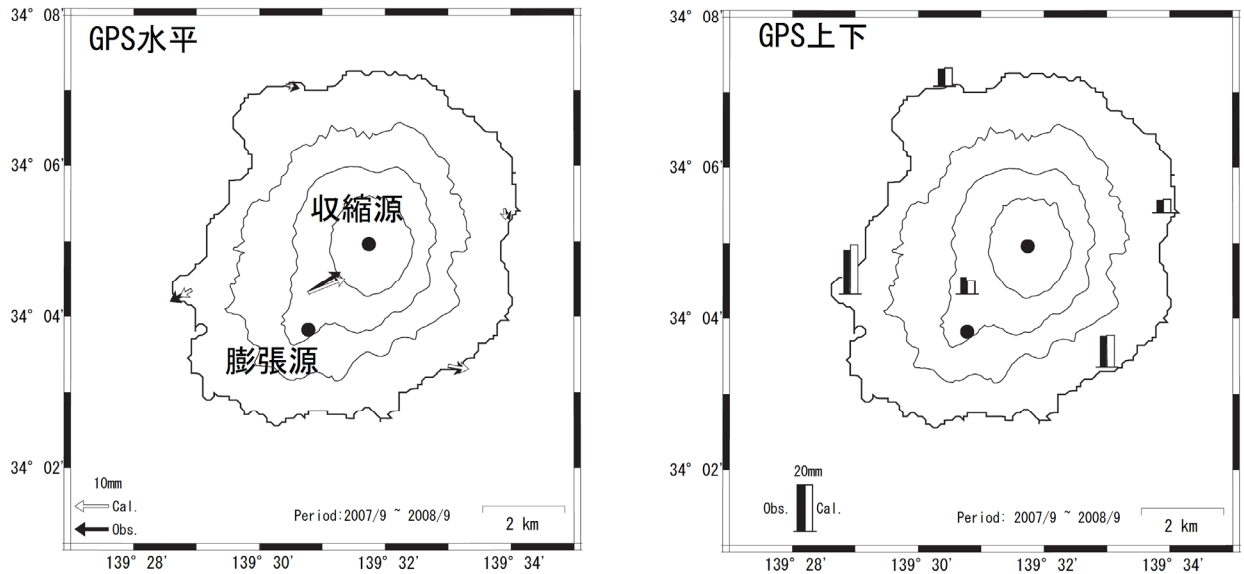 GPS水平
34° 08'
34° 06'
34° 04'
34° 02'
収縮源
膨張源
10mm
Cal.
Obs.
Period:2007/9 ~ 2008/9
2 km
139° 28'
139° 30'
139° 32'
139° 34'
GPS上下
34° 08'
34° 06'
34° 04'
34° 02'
20mm
Obs.
Cal.
Period: 2007/9 ~ 2008/9
2 km
139° 28'
139° 30'
139° 32'
139° 34'